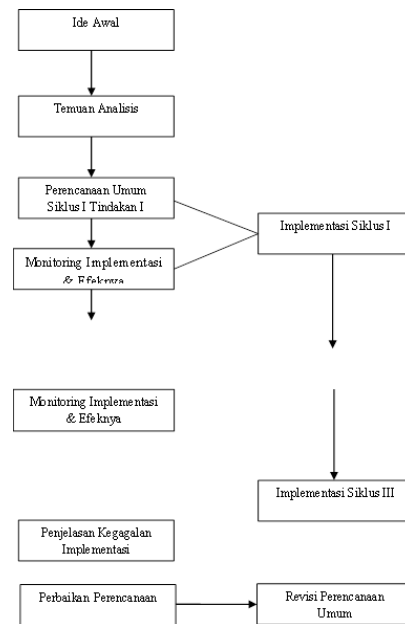 Ide Awal
Temuan Analisis
Perencanaan Umum
Siklus I Tindakan I
Implementasi Siklus I
Monitoring Implementasi
& Efeknya
Monitoring Implementasi
& Efeknya
Implementasi Siklus III
Penjelasan Kegagalan
Implementasi
Perbaikan Perencanaan
Revisi Perencanaan
Umum